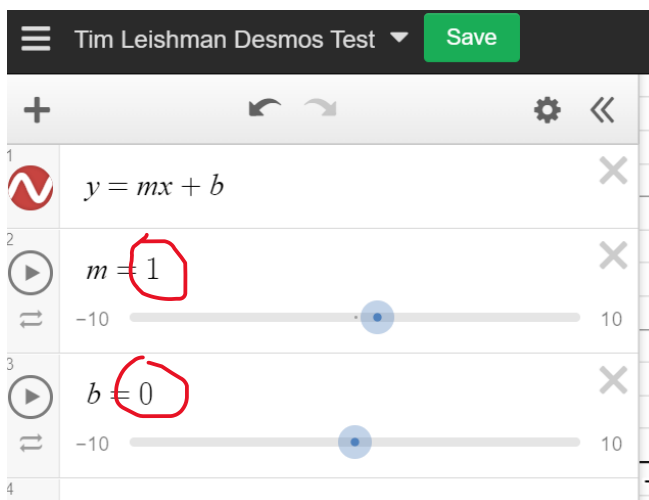 Tim Leishman Desmos Test Save
1
y = mx + b
2
m = 1
−10 10
3
b = 0
−10 10
4